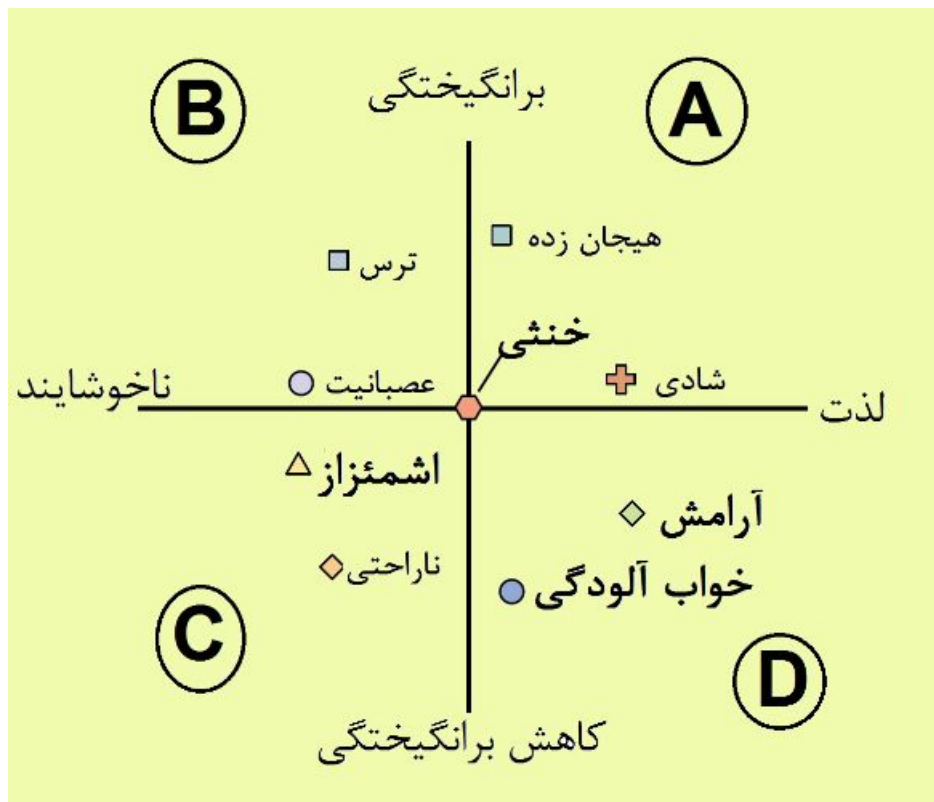 B
A
برانگیختگی
هیجان زده
ترس
خنثی
شادی
عصبانیت
ناخوشایند
لذت
اشمئزاز
آرامش
ناراحتی
خواب آلودگی
C
D
کاهش برانگیختگی